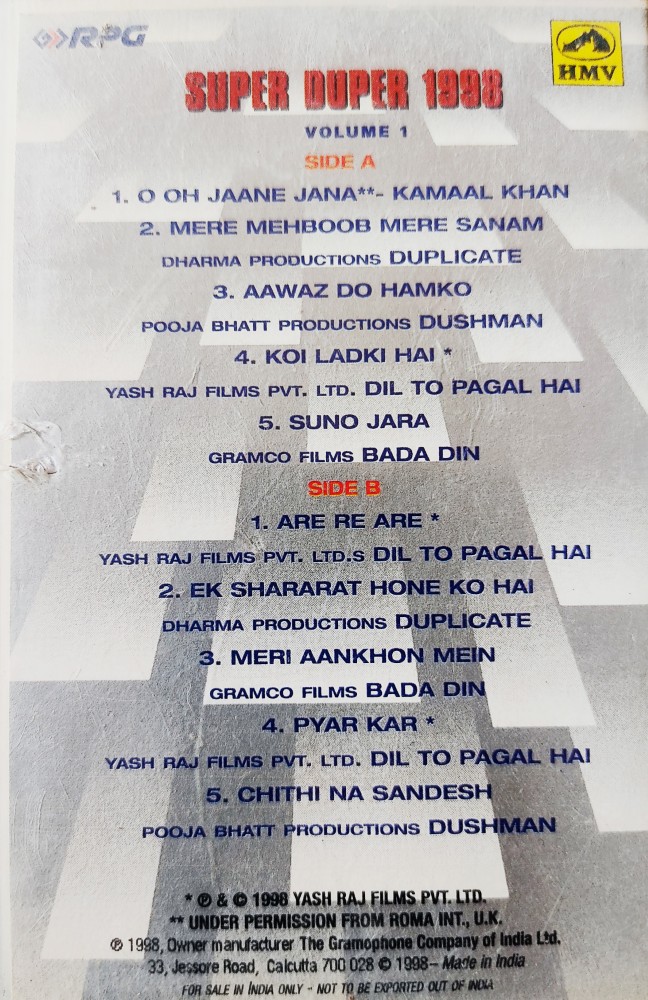 RPG
HMV
SUPER DUPER 1998
VOLUME 1
SIDE A
1. O OH JAANE JANA**- KAMAAL KHAN
2. MERE MEHBOOB MERE SANAM
DHARMA PRODUCTIONS DUPLICATE
3. AAWAZ DO HAMKO
POOJA BHATT PRODUCTIONS DUSHMAN
4. KOI LADKI HAI *
YASH RAJ FILMS PVT. LTD. DIL TO PAGAL HAI
5. SUNO JARA
GRAMCO FILMS BADA DIN
SIDE B
1. ARE RE ARE *
YASH RAJ FILMS PVT. LTD.S DIL TO PAGAL HAI
2. EK SHARARAT HONE KO HAI
DHARMA PRODUCTIONS DUPLICATE
3. MERI AANKHON MEIN
GRAMCO FILMS BADA DIN
4. PYAR KAR *
YASH RAJ FILMS PVT. LTD. DIL TO PAGAL HAI
5. CHITHI NA SANDESH
POOJA BHATT PRODUCTIONS DUSHMAN
* ℗ & © 1998 YASH RAJ FILMS PVT. LTD.
** UNDER PERMISSION FROM ROMA INT., U.K.
℗ 1998, Owner manufacturer The Gramophone Company of India Ltd.
33, Jessore Road, Calcutta 700 028 © 1998 – Made in India
FOR SALE IN INDIA ONLY - NOT TO BE EXPORTED OUT OF INDIA